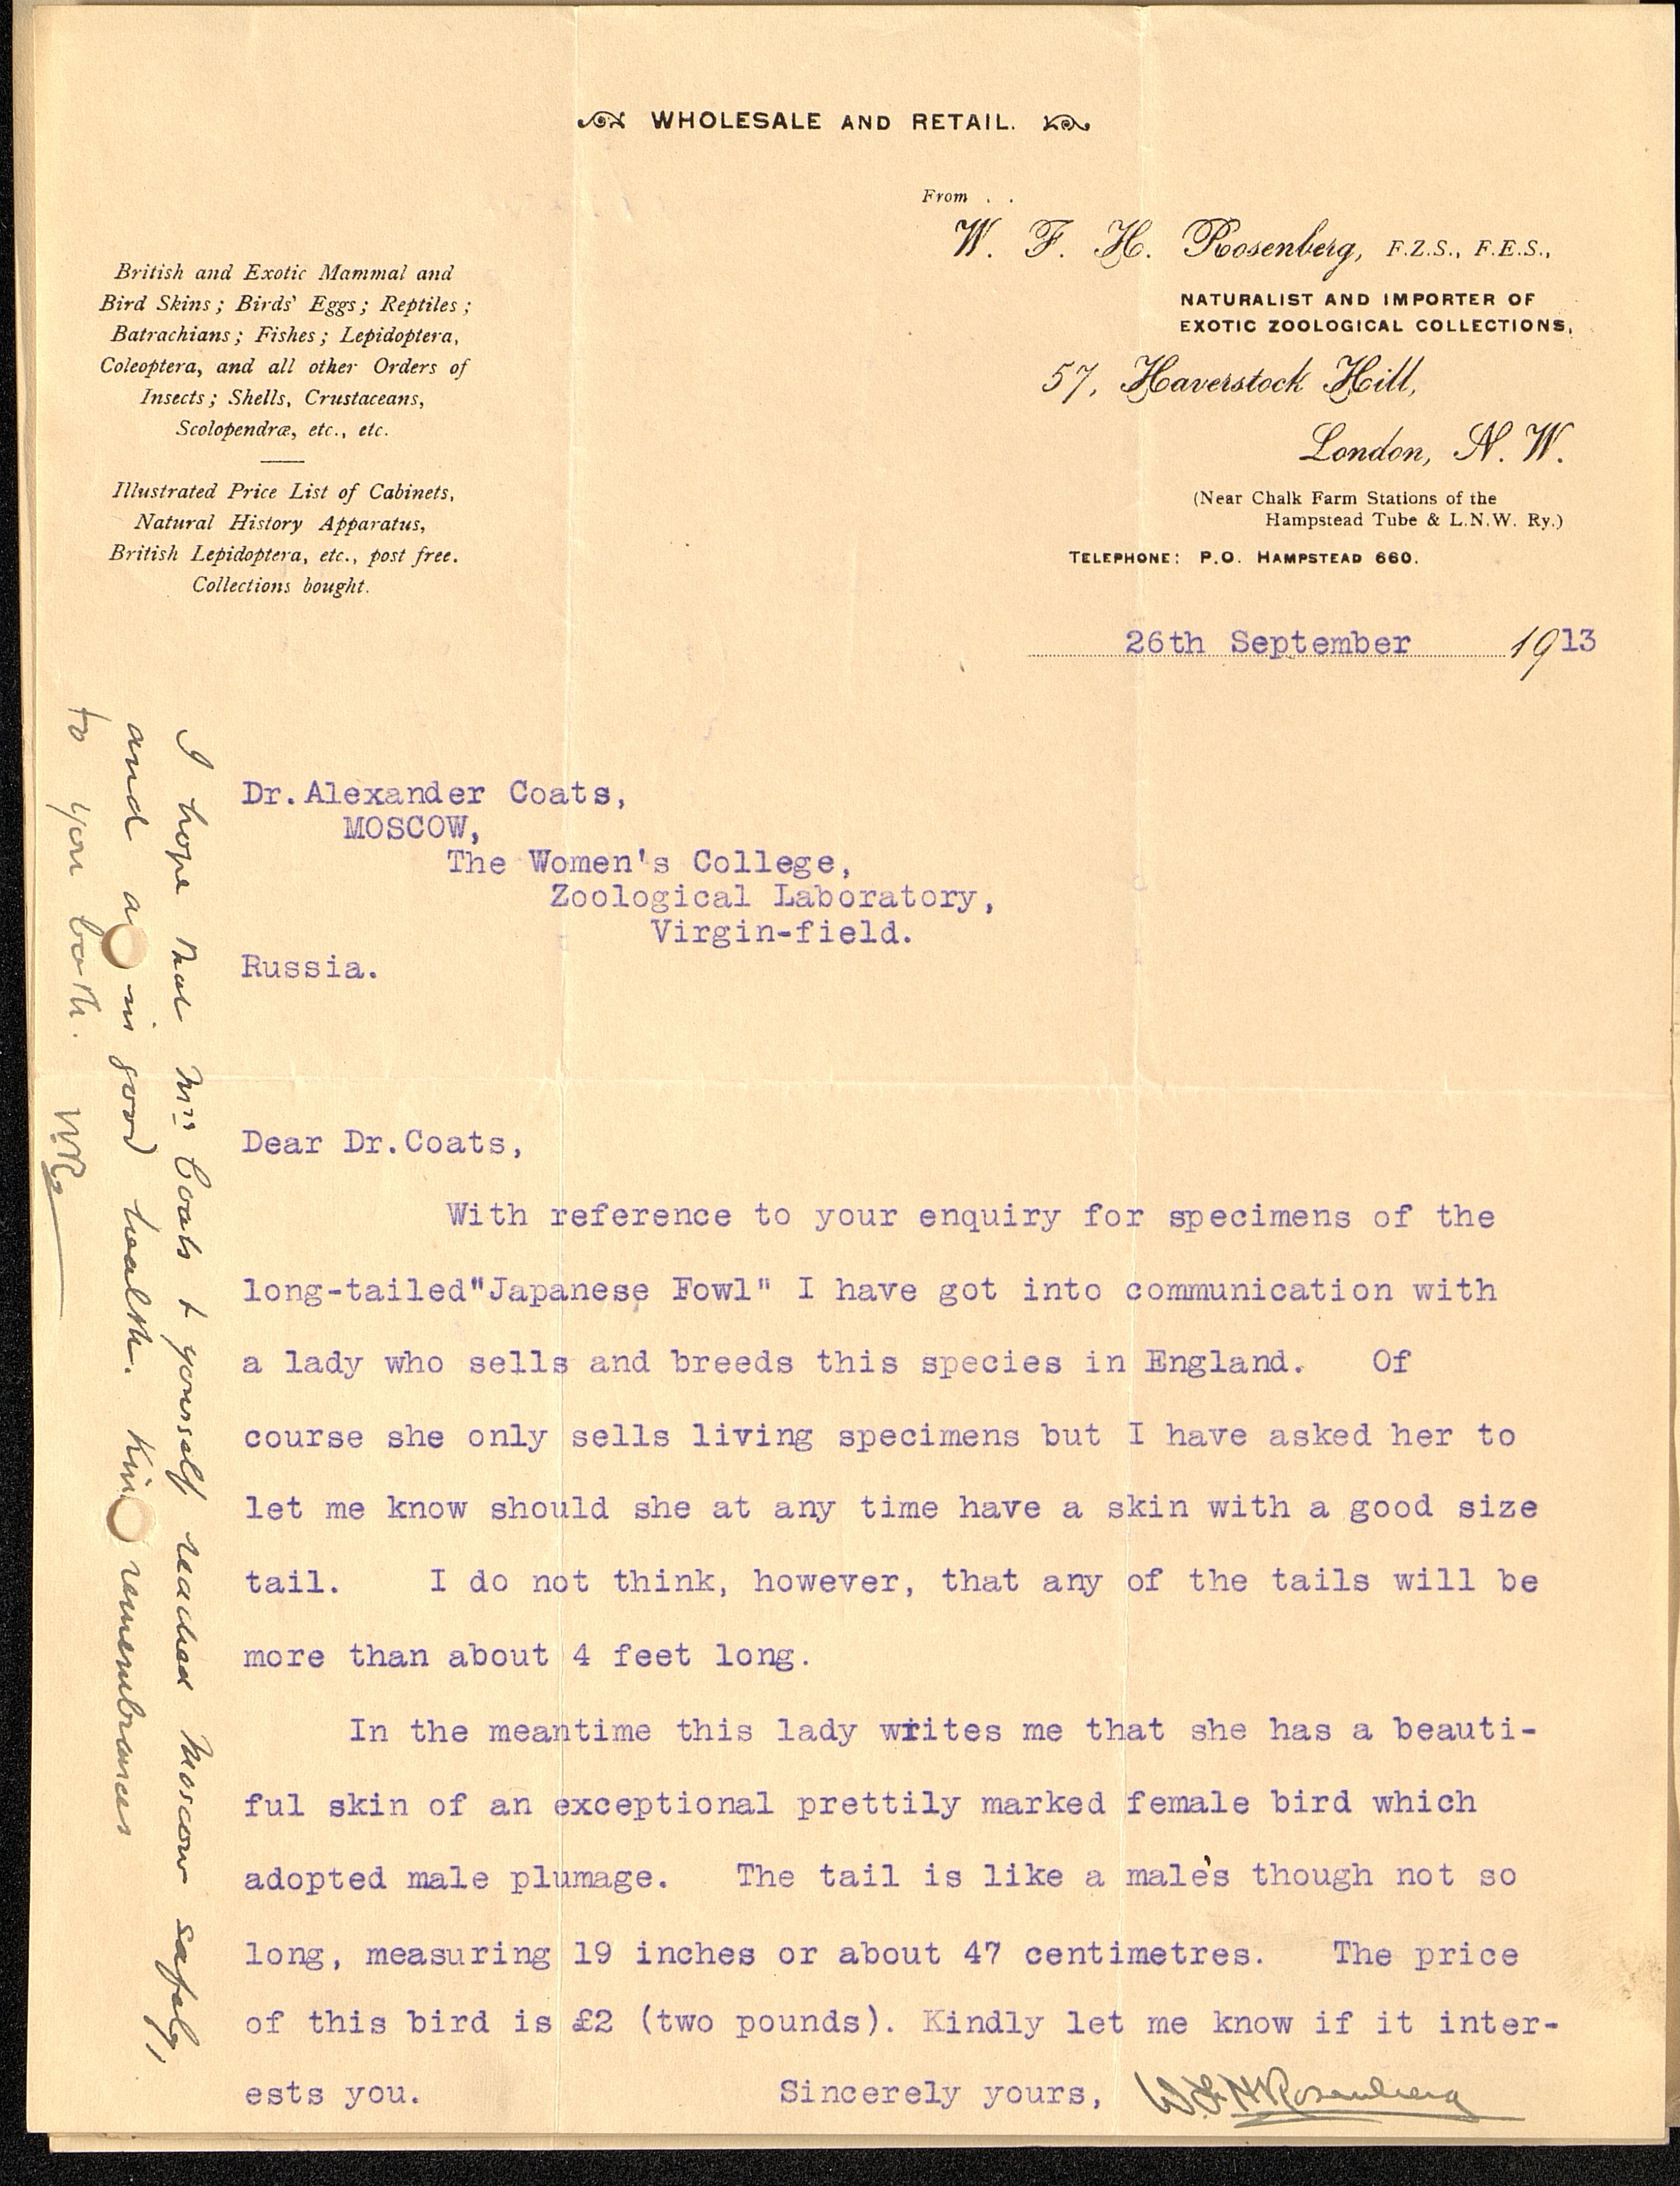 WHOLESALE AND RETAIL.
From . .
W. F. H. Rosenberg, F.Z.S., F.E.S.,
NATURALIST AND IMPORTER OF
EXOTIC ZOOLOGICAL COLLECTIONS,
57, Haverstock Hill,
London, N. W.
(Near Chalk Farm Stations of the
Hampstead Tube & L.N.W. Ry.)
TELEPHONE: P.O. HAMPSTEAD 660.
British and Exotic Mammal and
Bird Skins; Birds' Eggs; Reptiles;
Batrachians; Fishes; Lepidoptera,
Coleoptera, and all other Orders of
Insects; Shells, Crustaceans,
Scolopendræ, etc., etc.
Illustrated Price List of Cabinets,
Natural History Apparatus,
British Lepidoptera, etc., post free.
Collections bought.
26th September 1913
Dr.Alexander Coats,
MOSCOW,
The Women's College,
Zoological Laboratory,
Virgin-field.
Russia.
Dear Dr.Coats,
With reference to your enquiry for specimens of the
long-tailed"Japanese Fowl" I have got into communication with
a lady who sells and breeds this species in England. Of
course she only sells living specimens but I have asked her to
let me know should she at any time have a skin with a good size
tail. I do not think, however, that any of the tails will be
more than about 4 feet long.
In the meantime this lady writes me that she has a beauti-
ful skin of an exceptional prettily marked female bird which
adopted male plumage. The tail is like a male's though not so
long, measuring 19 inches or about 47 centimetres. The price
of this bird is £2 (two pounds). Kindly let me know if it inter-
ests you. Sincerely yours, W.F.H.Rosenberg
I hope that Mrs Coats & yourself reached Moscow safely,
and in good health. Kind remembrances
to you both. WR